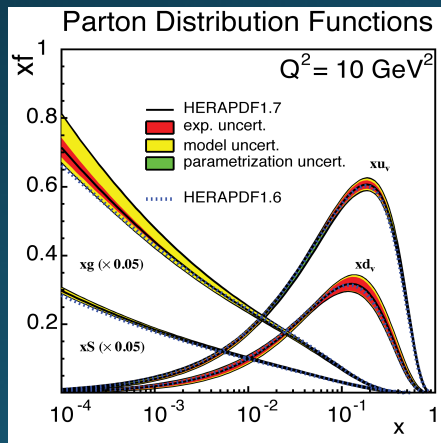 Parton Distribution Functions
xf
Q² = 10 GeV²
1
HERAPDF1.7
exp. uncert.
model uncert.
parametrization uncert.
HERAPDF1.6
0.8
0.6
0.4
0.2
xuᵥ
xdᵥ
xg (× 0.05)
xS (× 0.05)
10⁻⁴ 10⁻³ 10⁻² 10⁻¹ 1
x